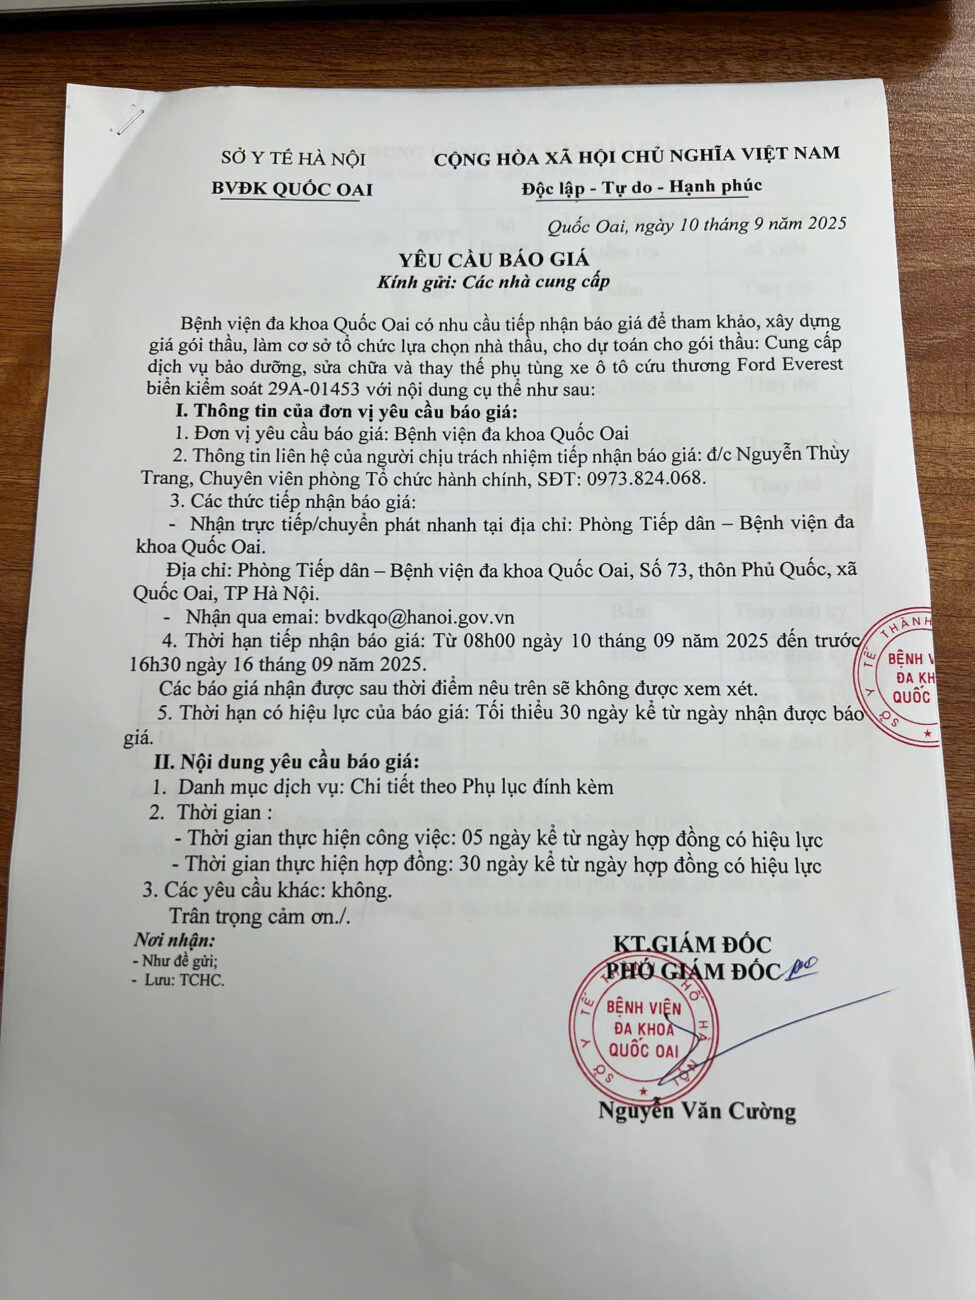 SỞ Y TẾ HÀ NỘI
BVĐK QUỐC OAI
CỘNG HÒA XÃ HỘI CHỦ NGHĨA VIỆT NAM
Độc lập - Tự do - Hạnh phúc
Quốc Oai, ngày 10 tháng 9 năm 2025
YÊU CẦU BÁO GIÁ
Kính gửi: Các nhà cung cấp
Bệnh viện đa khoa Quốc Oai có nhu cầu tiếp nhận báo giá để tham khảo, xây dựng
giá gói thầu, làm cơ sở tổ chức lựa chọn nhà thầu, cho dự toán cho gói thầu: Cung cấp
dịch vụ bảo dưỡng, sửa chữa và thay thế phụ tùng xe ô tô cứu thương Ford Everest
biển kiểm soát 29A-01453 với nội dung cụ thể như sau:
I. Thông tin của đơn vị yêu cầu báo giá:
1. Đơn vị yêu cầu báo giá: Bệnh viện đa khoa Quốc Oai
2. Thông tin liên hệ của người chịu trách nhiệm tiếp nhận báo giá: đ/c Nguyễn Thùy
Trang, Chuyên viên phòng Tổ chức hành chính, SĐT: 0973.824.068.
3. Các thức tiếp nhận báo giá:
- Nhận trực tiếp/chuyển phát nhanh tại địa chỉ: Phòng Tiếp dân – Bệnh viện đa
khoa Quốc Oai.
Địa chỉ: Phòng Tiếp dân – Bệnh viện đa khoa Quốc Oai, Số 73, thôn Phủ Quốc, xã
Quốc Oai, TP Hà Nội.
- Nhận qua emai: bvdkqo@hanoi.gov.vn
4. Thời hạn tiếp nhận báo giá: Từ 08h00 ngày 10 tháng 09 năm 2025 đến trước
16h30 ngày 16 tháng 09 năm 2025.
Các báo giá nhận được sau thời điểm nêu trên sẽ không được xem xét.
5. Thời hạn có hiệu lực của báo giá: Tối thiểu 30 ngày kể từ ngày nhận được báo
giá.
II. Nội dung yêu cầu báo giá:
1. Danh mục dịch vụ: Chi tiết theo Phụ lục đính kèm
2. Thời gian :
- Thời gian thực hiện công việc: 05 ngày kể từ ngày hợp đồng có hiệu lực
- Thời gian thực hiện hợp đồng: 30 ngày kể từ ngày hợp đồng có hiệu lực
3. Các yêu cầu khác: không.
Trân trọng cảm ơn./.
Nơi nhận:
- Như đề gửi;
- Lưu: TCHC.
KT.GIÁM ĐỐC
PHÓ GIÁM ĐỐC
SỞ Y TẾ THÀNH PHỐ HÀ NỘI
BỆNH VIỆN
ĐA KHOA
QUỐC OAI
Nguyễn Văn Cường
SỞ Y TẾ THÀNH
BỆNH V
ĐA KH
QUỐC